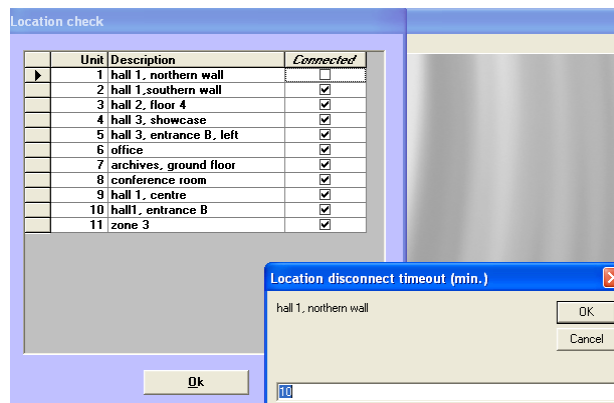 Location check
Unit Description Connected
1 hall 1, northern wall
2 hall 1,southern wall
3 hall 2, floor 4
4 hall 3, showcase
5 hall 3, entrance B, left
6 office
7 archives, ground floor
8 conference room
9 hall 1, centre
10 hall1, entrance B
11 zone 3
Ok
Location disconnect timeout (min.)
hall 1, northern wall
OK
Cancel
10